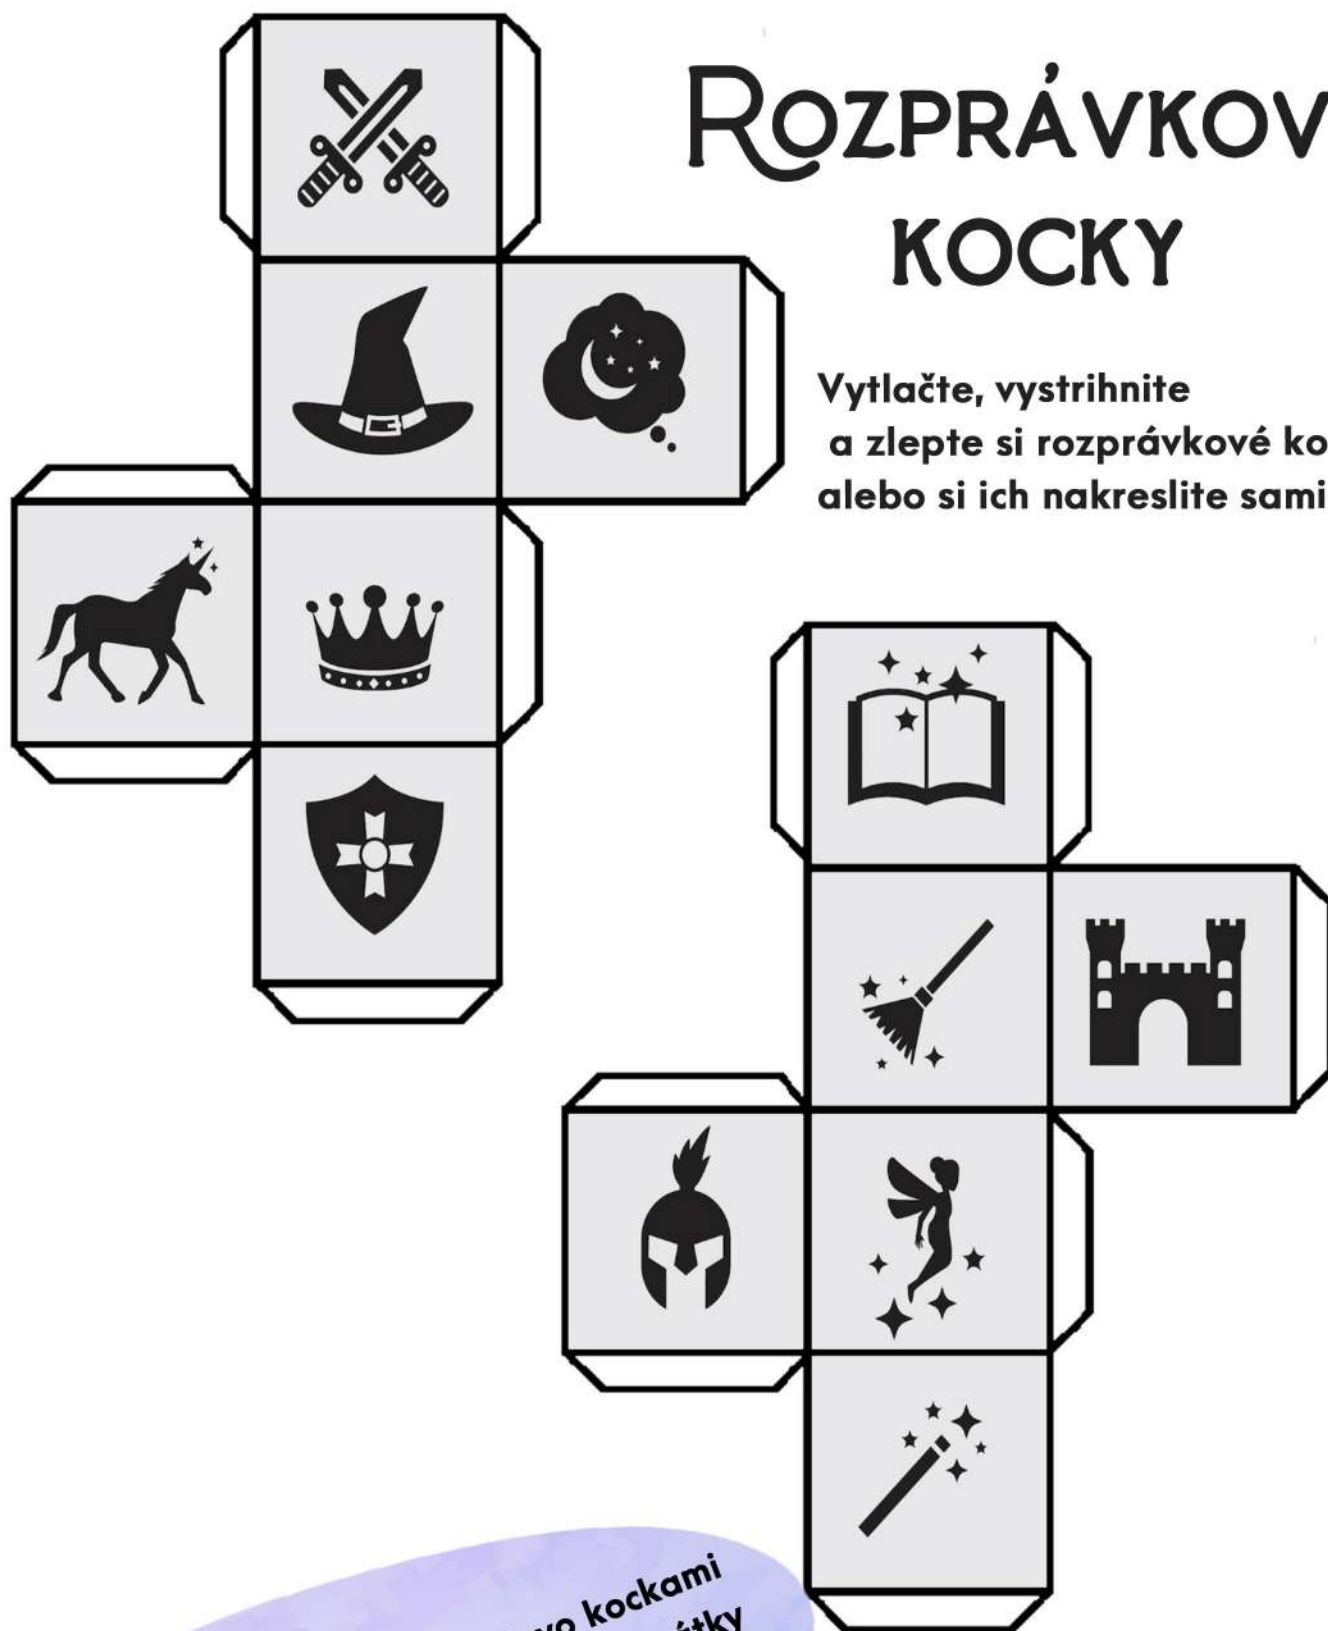 ROZPRÁVKOV
KOCKY
Vytlačte, vystrihnite
a zlepte si rozprávkové ko
alebo si ich nakreslite sami
kockami